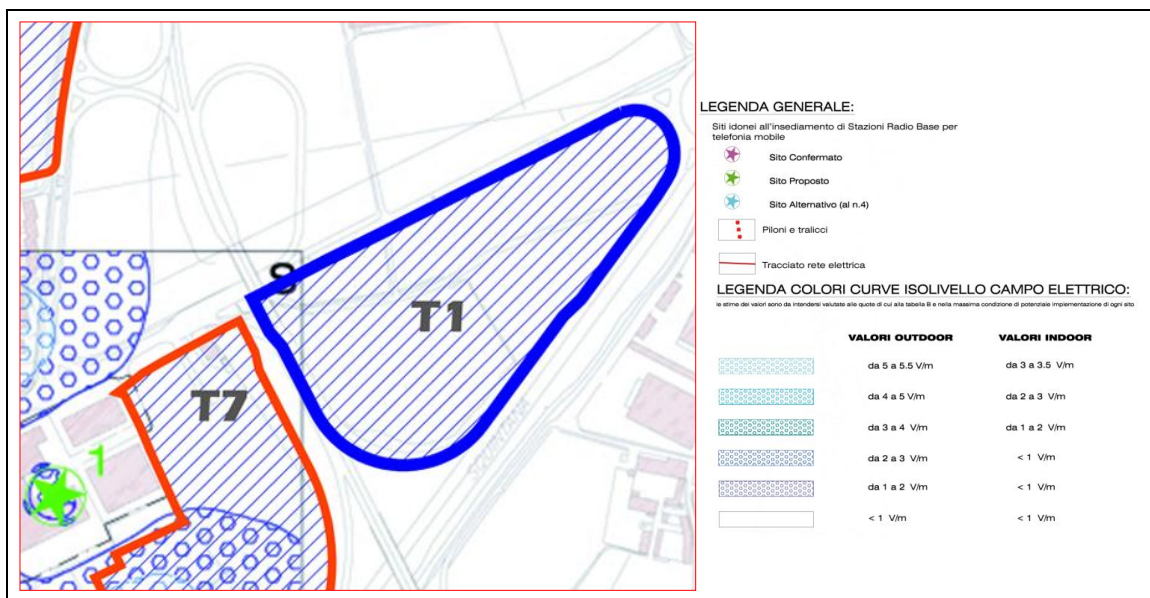 S
T1
T7
1
QUINTANA
LEGENDA GENERALE:
Siti idonei all'insediamento di Stazioni Radio Base per
telefonia mobile
Sito Confermato
Sito Proposto
Sito Alternativo (al n.4)
Piloni e tralicci
Tracciato rete elettrica
LEGENDA COLORI CURVE ISOLIVELLO CAMPO ELETTRICO:
le stime dei valori sono da intendersi valutate alle quote di cui alla tabella B e nella massima condizione di potenziale implementazione di ogni sito
VALORI OUTDOOR VALORI INDOOR
da 5 a 5.5 V/m da 3 a 3.5 V/m
da 4 a 5 V/m da 2 a 3 V/m
da 3 a 4 V/m da 1 a 2 V/m
da 2 a 3 V/m < 1 V/m
da 1 a 2 V/m < 1 V/m
< 1 V/m < 1 V/m